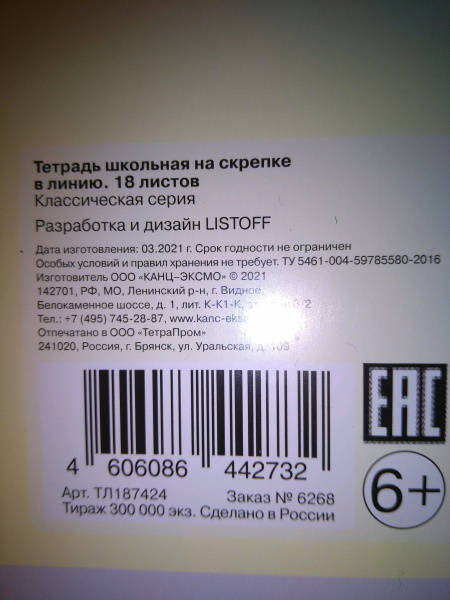 Тетрадь школьная на скрепке
в линию. 18 листов
Классическая серия
Разработка и дизайн LISTOFF
Дата изготовления: 03.2021 г. Срок годности не ограничен
Особых условий и правил хранения не требует. ТУ 5461-004-59785580-2016
Изготовитель ООО «КАНЦ–ЭКСМО» © 2021
142701, РФ, МО, Ленинский р-н, г. Видное,
Белокаменное шоссе, д. 1, лит. К-К1-К,
Тел.: +7 (495) 745-28-87,
Отпечатано в ООО «ТетраПром»
241020, Россия, г. Брянск, ул. Уральская, д. 109
EAC
4 606086 442732
6+
Арт. ТЛ187424 Заказ № 6268
Тираж 300 000 экз. Сделано в России